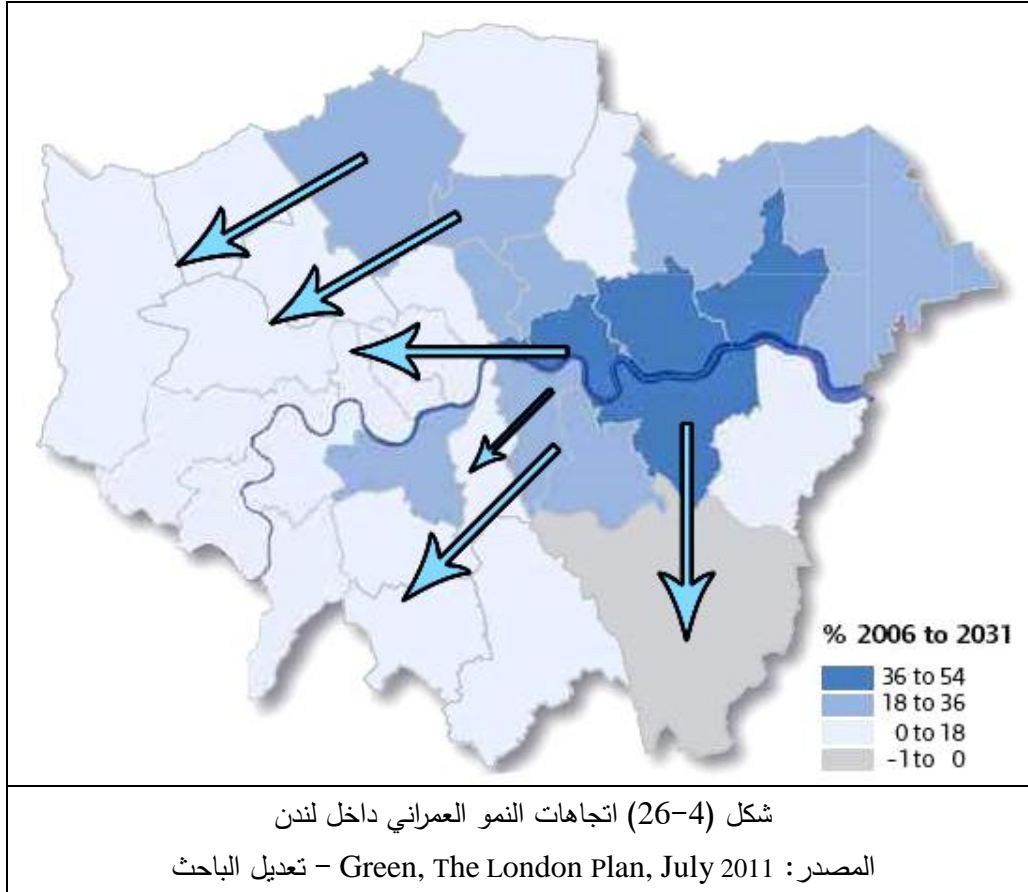 % 2006 to 2031
36 to 54
18 to 36
0 to 18
-1 to 0
شكل (4-26) اتجاهات النمو العمراني داخل لندن
المصدر: Green, The London Plan, July 2011 - تعديل الباحث